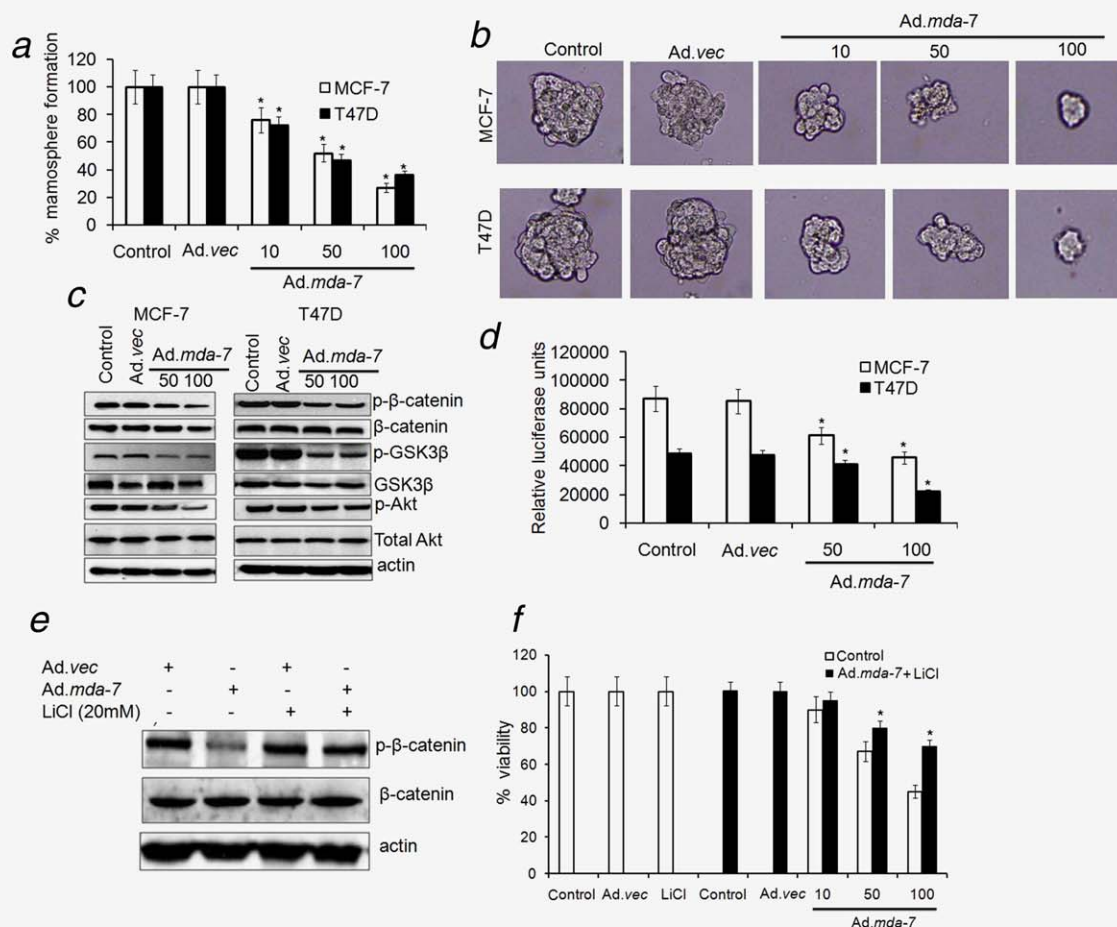 a
% mamosphere formation
120
100
80
60
40
20
0
MCF-7
T47D
* * * * * *
Control Ad.vec 10 50 100
Ad.mda-7
b
Ad.mda-7
Control Ad.vec 10 50 100
MCF-7
T47D
c
MCF-7 T47D
Control Ad.vec Ad.mda-7 Control Ad.vec Ad.mda-7
50 100 50 100
p-β-catenin
β-catenin
p-GSK3β
GSK3β
p-Akt
Total Akt
actin
d
Relative luciferase units
120000
100000
80000
60000
40000
20000
0
MCF-7
T47D
* * * *
Control Ad.vec 50 100
Ad.mda-7
e
Ad.vec + - + -
Ad.mda-7 - + - +
LiCl (20mM) - - + +
p-β-catenin
β-catenin
actin
f
% viability
120
100
80
60
40
20
0
Control
Ad.mda-7+LiCl
* *
Control Ad.vec LiCl Control Ad.vec 10 50 100
Ad.mda-7